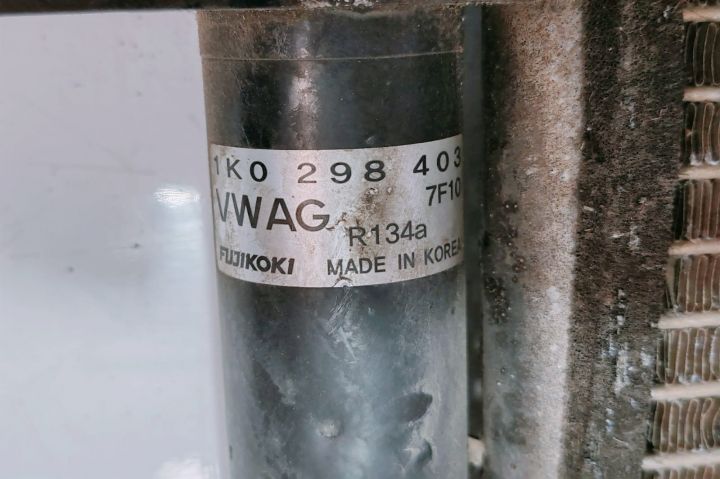 1K0 298 403
7F10
VWAG
R134a
FUJIKOKI MADE IN KOREA